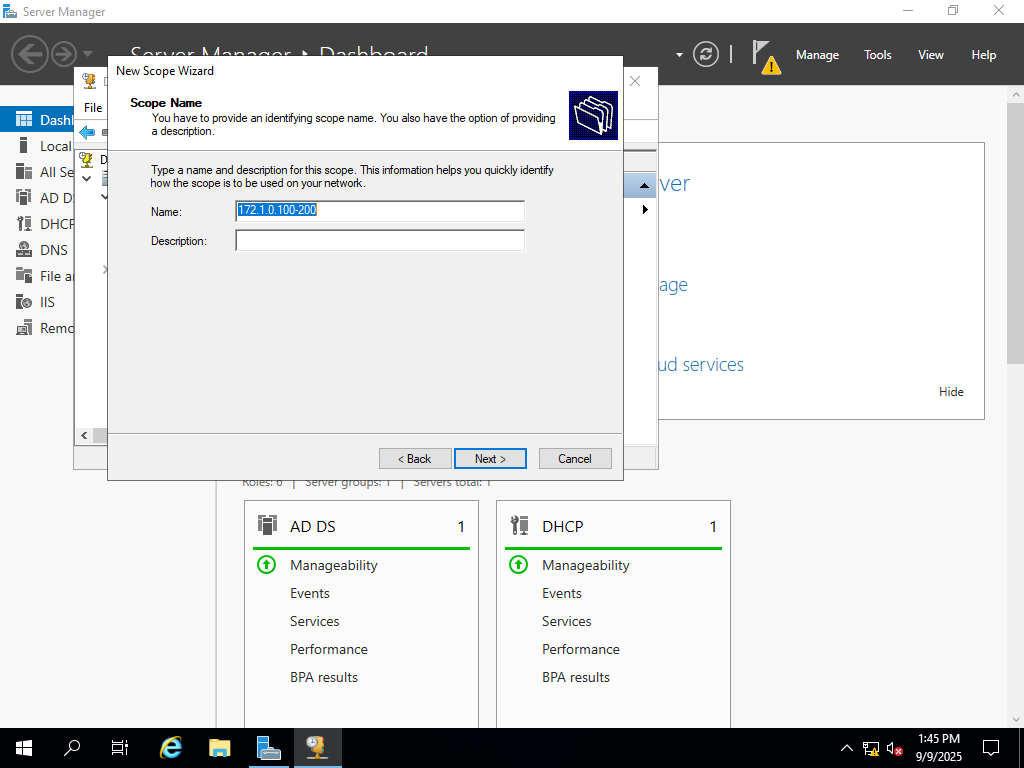 Server Manager
Server Manager • Dashboard
Manage
Tools
View
Help
New Scope Wizard
Scope Name
You have to provide an identifying scope name. You also have the option of providing
a description.
File
Type a name and description for this scope. This information helps you quickly identify
how the scope is to be used on your network.
Name:
172.1.0.100-200
Description:
< Back
Next >
Cancel
Dashl
Local
All Se
AD D
DHCP
DNS
File a
IIS
Remo
D
ver
age
ud services
Hide
Roles: 6 | Server groups: 1 | Servers total: 1
AD DS
1
Manageability
Events
Services
Performance
BPA results
DHCP
1
Manageability
Events
Services
Performance
BPA results
1:45 PM
9/9/2025